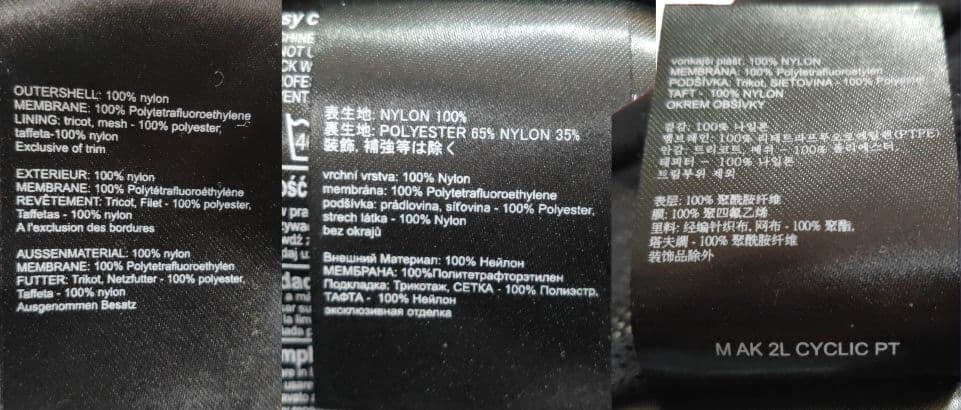 OUTERSHELL: 100% nylon
MEMBRANE: 100% Polytetrafluoroethylene
LINING: tricot, mesh - 100% polyester,
taffeta-100% nylon
Exclusive of trim
EXTERIEUR: 100% nylon
MEMBRANE: 100% Polytétrafluoroéthylène
REVÊTEMENT: Tricot, Filet - 100% polyester,
Taffetas - 100% nylon
A l'exclusion des bordures
AUSSENMATERIAL: 100% nylon
MEMBRANE: 100% Polytetrafluoroethylen
FUTTER: Trikot, Netzfutter - 100% polyester,
Taffeta - 100% nylon
Ausgenommen Besatz
表生地: NYLON 100%
裏生地: POLYESTER 65% NYLON 35%
装飾, 補強等は除く
vrchní vrstva: 100% Nylon
membrána: 100% Polytetrafluoroethylene
podšívka: prádlovina, síťovina - 100% Polyester,
strech látka - 100% Nylon
bez okrajů
Внешний Материал: 100% Нейлон
МЕМБРАНА: 100%Политетрафторэтилен
Подкладка: Трикотаж, СЕТКА - 100% Полиэстр,
ТАФТА - 100% Нейлон
эксклюзивная отделка
vonkajší plášť: 100% NYLON
MEMBRÁNA: 100% Polytetrafluoroetylén
PODŠÍVKA: Trikot, SIEŤOVINA - 100% Polyester
TAFT - 100% NYLON
OKREM OBŠÍVKY
겉감: 100% 나일론
멤브레인: 100% 리테트라프루오로에틸렌(PTFE)
안감, 트리코트, 메쉬 - 100% 폴리에스터,
태피터 - 100% 나일론
트림부위 제외
表层: 100% 聚酰胺纤维
膜: 100% 聚四氟乙烯
里料: 经编针织布, 网布 - 100% 聚酯,
塔夫绸 - 100% 聚酰胺纤维
装饰品除外
M AK 2L CYCLIC PT